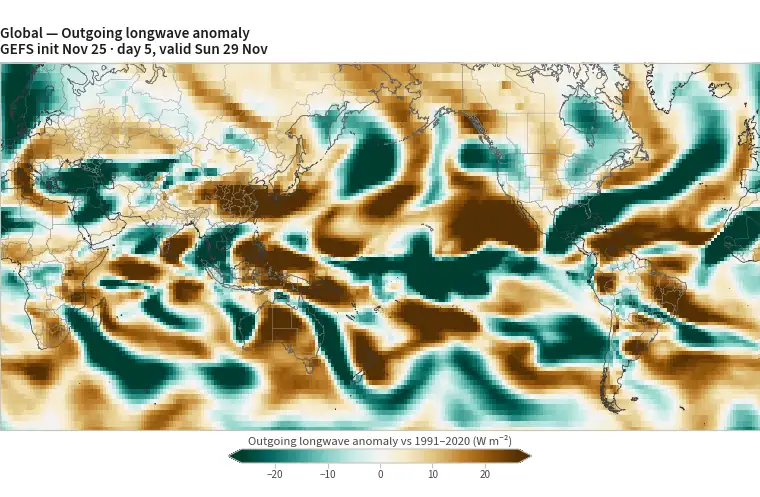 Global — Outgoing longwave anomaly
GEFS init Nov 25 · day 5, valid Sun 29 Nov
Outgoing longwave anomaly vs 1991–2020 (W m⁻²)
−20 −10 0 10 20